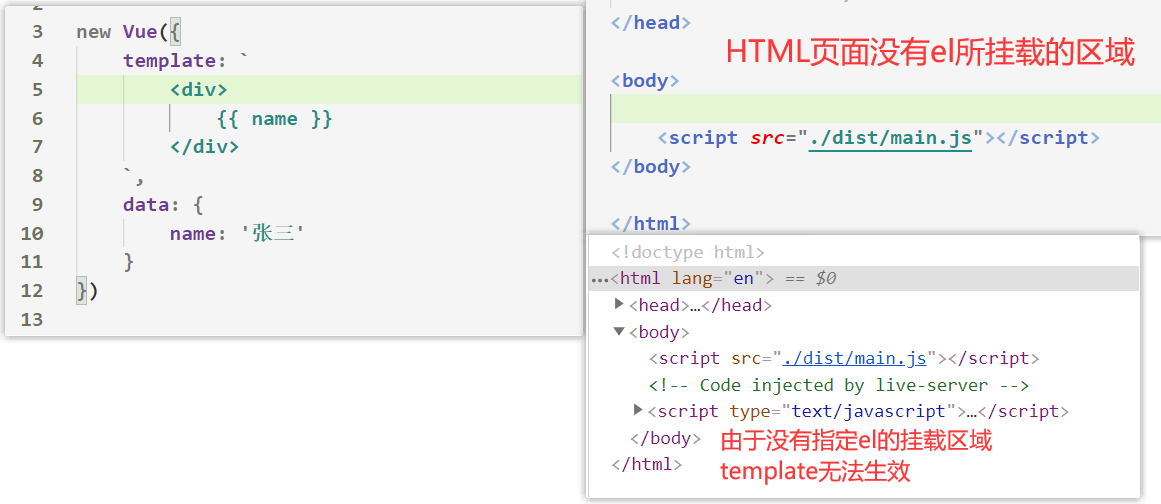 2
3 new Vue({
4 template: `
5 <div>
6 {{ name }}
7 </div>
8 `,
9 data: {
10 name: '张三'
11 }
12 })
13
</head>
HTML页面没有el所挂载的区域
<body>
<script src="./dist/main.js"></script>
</body>
</html>
<!doctype html>
...<html lang="en"> == $0
▶<head>…</head>
▼<body>
<script src="./dist/main.js"></script>
<!-- Code injected by live-server -->
▶<script type="text/javascript">…</script>
</body>
由于没有指定el的挂载区域
</html>
template无法生效